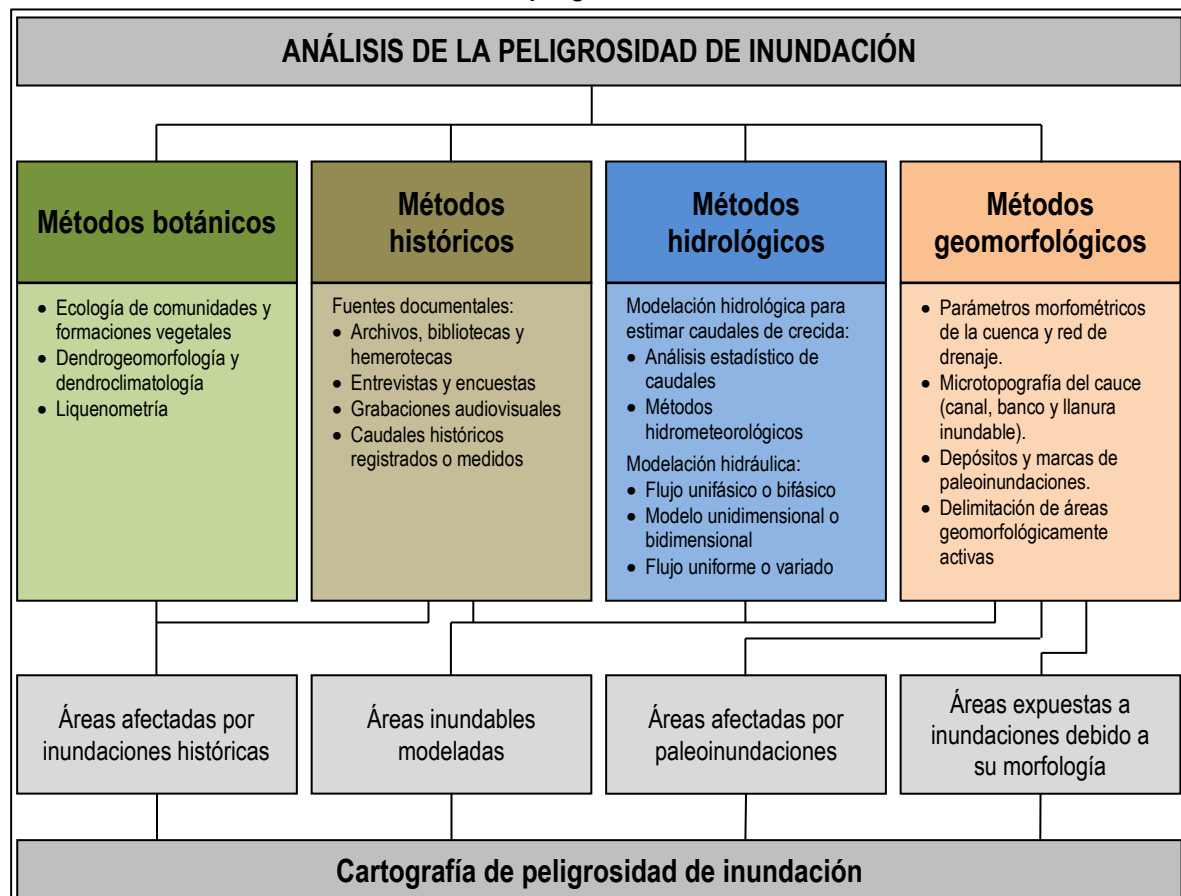 ANÁLISIS DE LA PELIGROSIDAD DE INUNDACIÓN
Métodos botánicos
• Ecología de comunidades y
formaciones vegetales
• Dendrogeomorfología y
dendroclimatología
• Liquenometría
Métodos
históricos
Fuentes documentales:
• Archivos, bibliotecas y
hemerotecas
• Entrevistas y encuestas
• Grabaciones audiovisuales
• Caudales históricos
registrados o medidos
Métodos
hidrológicos
Modelación hidrológica para
estimar caudales de crecida:
• Análisis estadístico de
caudales
• Métodos
hidrometeorológicos
Modelación hidráulica:
• Flujo unifásico o bifásico
• Modelo unidimensional o
bidimensional
• Flujo uniforme o variado
Métodos
geomorfológicos
• Parámetros morfométricos
de la cuenca y red de
drenaje.
• Microtopografía del cauce
(canal, banco y llanura
inundable).
• Depósitos y marcas de
paleoinundaciones.
• Delimitación de áreas
geomorfológicamente
activas
Áreas afectadas por
inundaciones históricas
Áreas inundables
modeladas
Áreas afectadas por
paleoinundaciones
Áreas expuestas a
inundaciones debido a
su morfología
Cartografía de peligrosidad de inundación